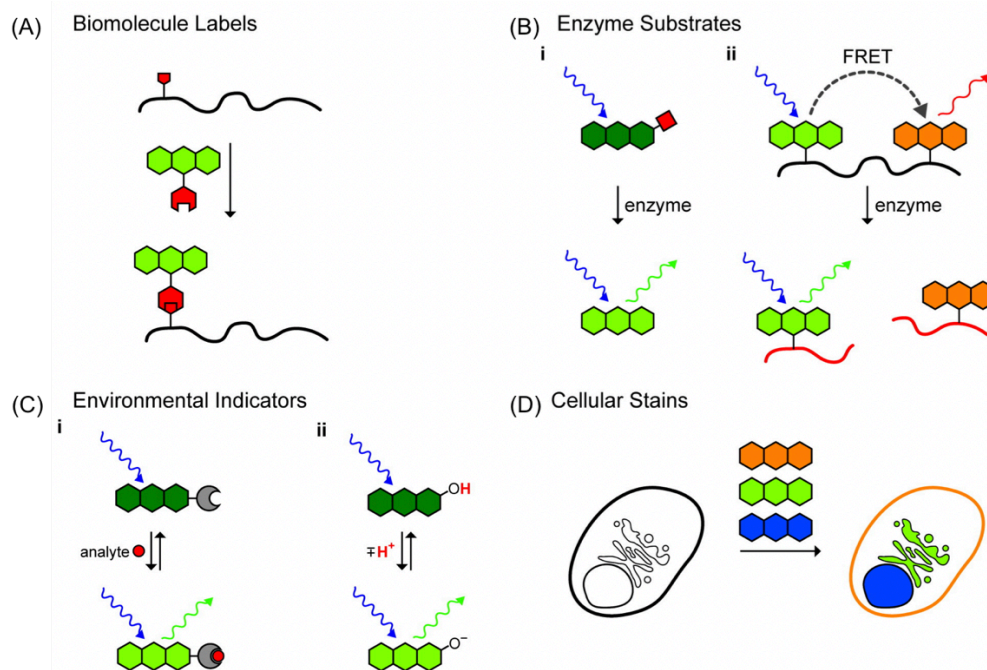 (A) Biomolecule Labels
(B) Enzyme Substrates
i
ii
FRET
enzyme
enzyme
(C) Environmental Indicators
i
ii
OH
analyte
∓H⁺
O⁻
(D) Cellular Stains